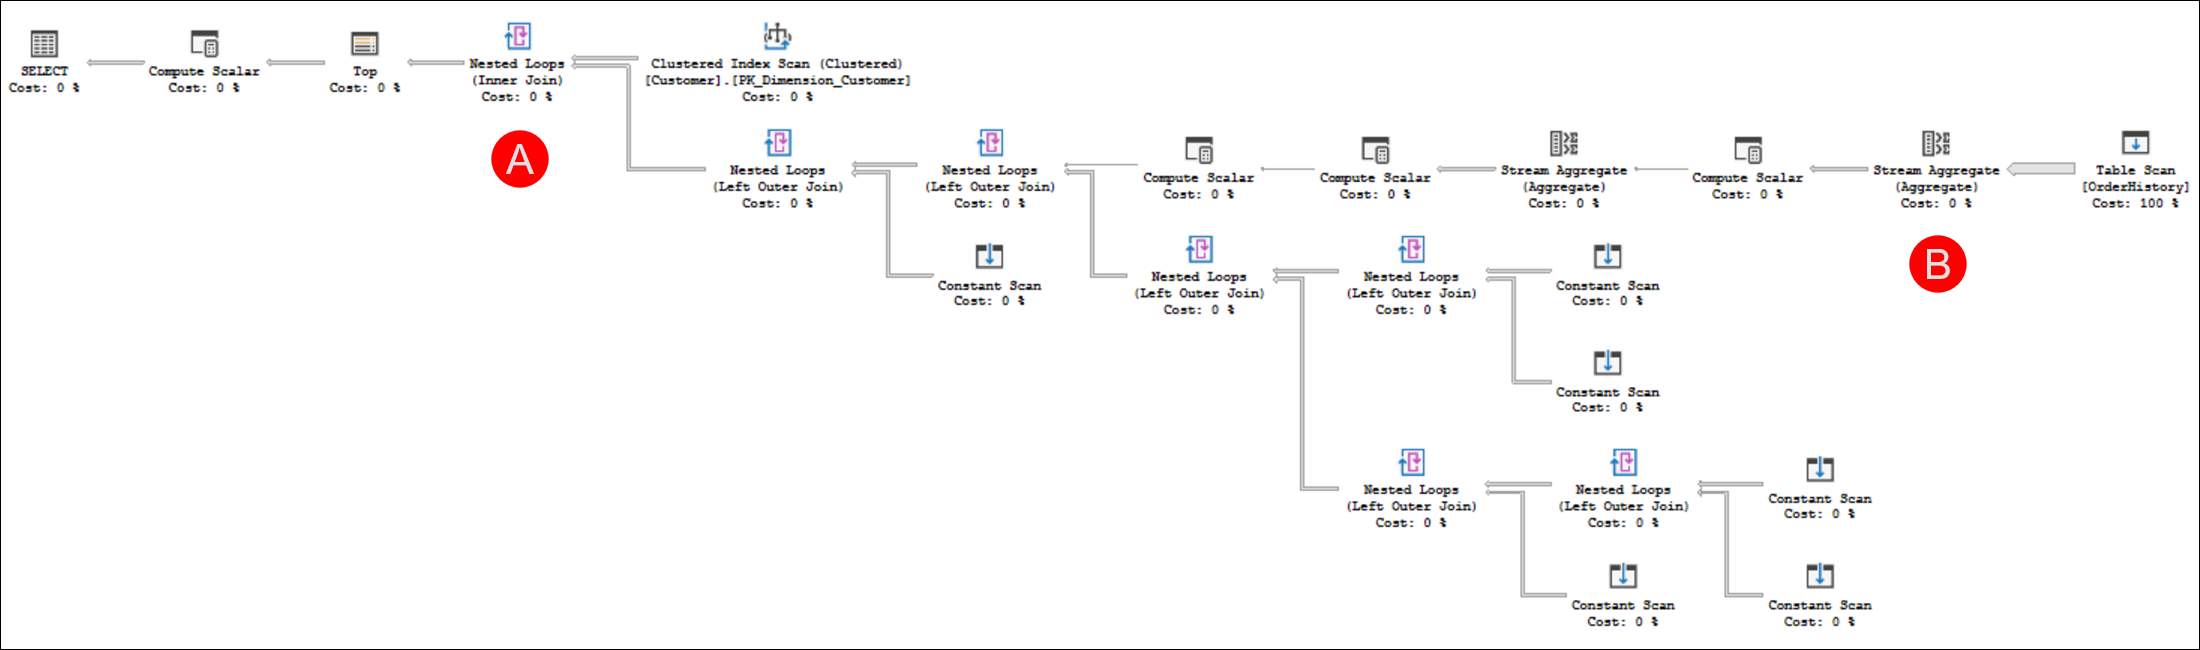 SELECT
Cost: 0 %
Compute Scalar
Cost: 0 %
Top
Cost: 0 %
Nested Loops
(Inner Join)
Cost: 0 %
Clustered Index Scan (Clustered)
[Customer].[PK_Dimension_Customer]
Cost: 0 %
A
Nested Loops
(Left Outer Join)
Cost: 0 %
Nested Loops
(Left Outer Join)
Cost: 0 %
Compute Scalar
Cost: 0 %
Compute Scalar
Cost: 0 %
Stream Aggregate
(Aggregate)
Cost: 0 %
Compute Scalar
Cost: 0 %
Stream Aggregate
(Aggregate)
Cost: 0 %
Table Scan
[OrderHistory]
Cost: 100 %
B
Constant Scan
Cost: 0 %
Nested Loops
(Left Outer Join)
Cost: 0 %
Nested Loops
(Left Outer Join)
Cost: 0 %
Constant Scan
Cost: 0 %
Constant Scan
Cost: 0 %
Nested Loops
(Left Outer Join)
Cost: 0 %
Nested Loops
(Left Outer Join)
Cost: 0 %
Constant Scan
Cost: 0 %
Constant Scan
Cost: 0 %
Constant Scan
Cost: 0 %